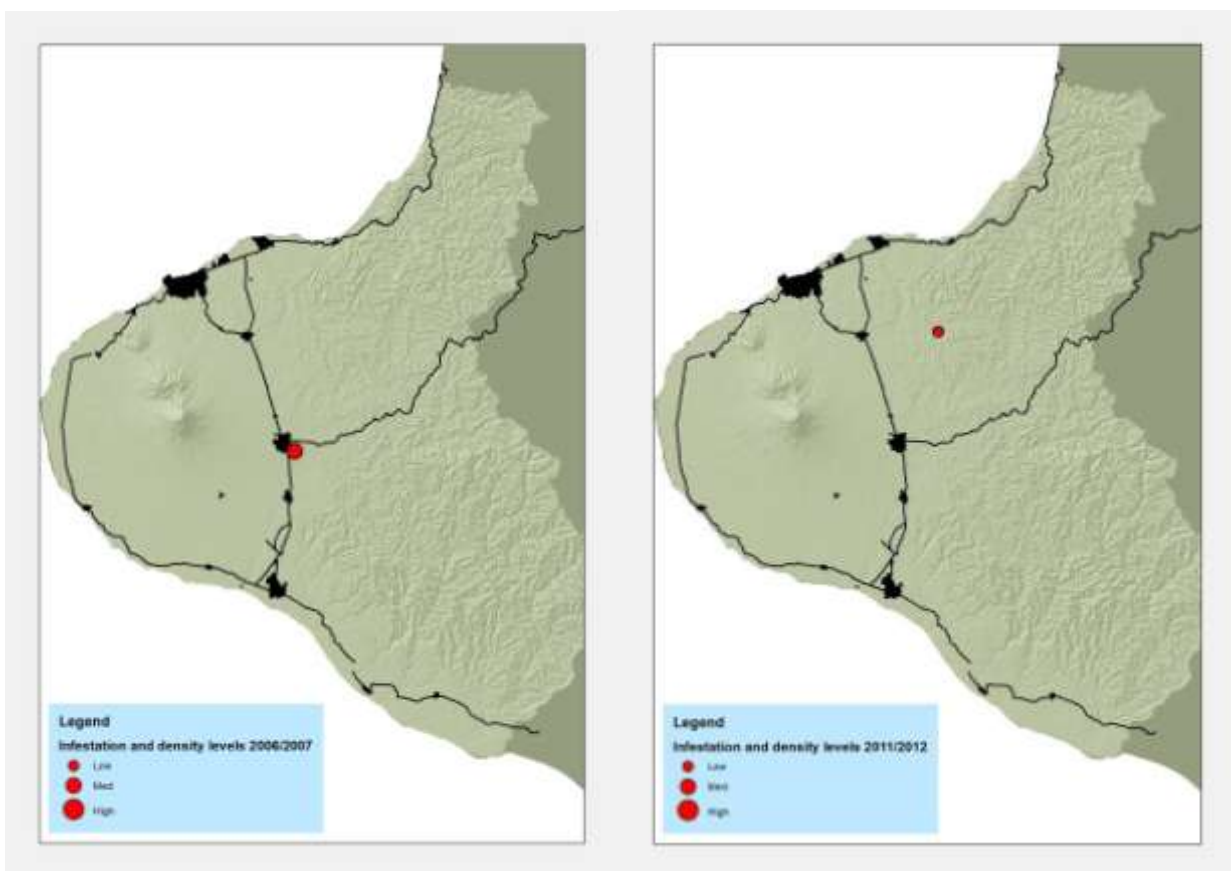 Legend
Infestation and density levels 2006/2007
Low
Med
High
Legend
Infestation and density levels 2011/2012
Low
Med
High